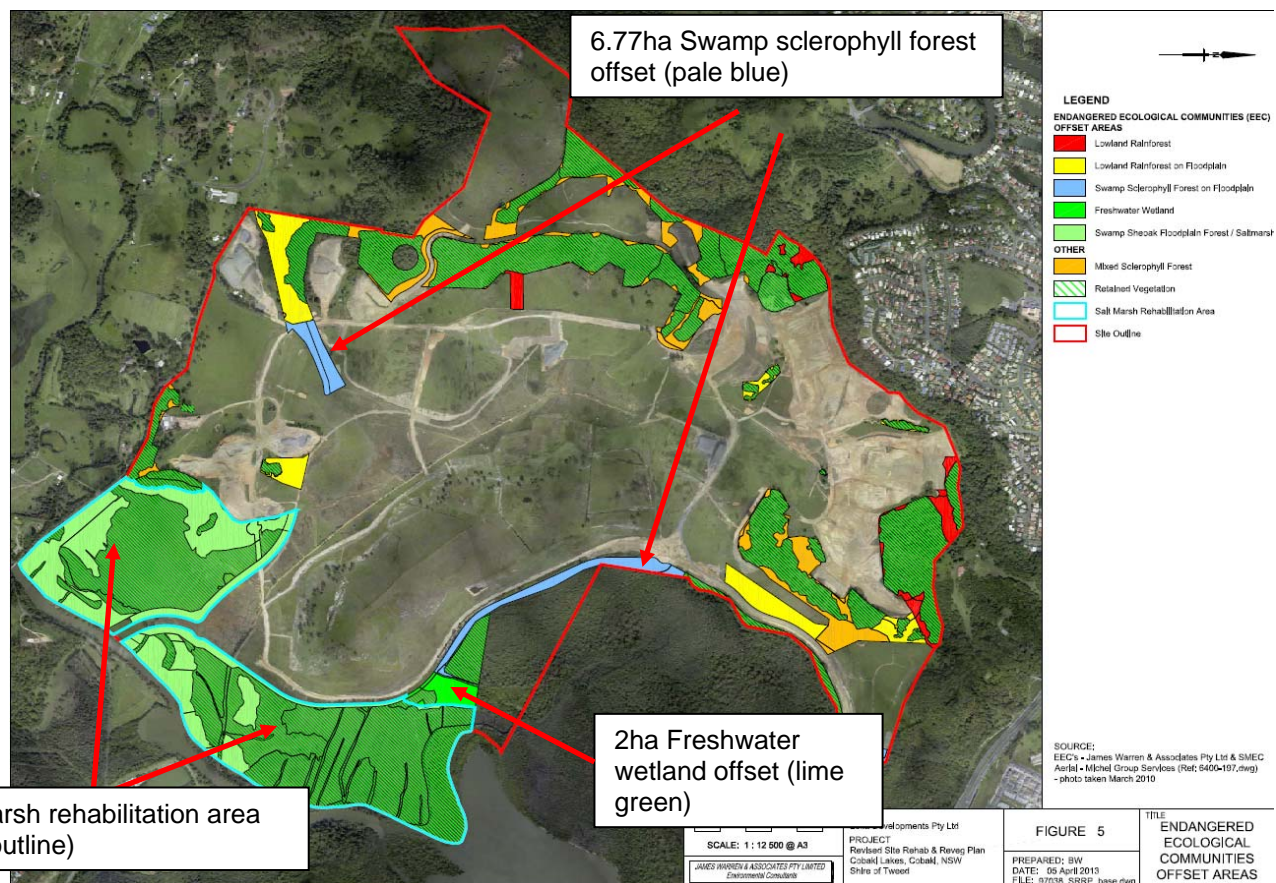 6.77ha Swamp sclerophyll forest
offset (pale blue)
N
LEGEND
ENDANGERED ECOLOGICAL COMMUNITIES (EEC)
OFFSET AREAS
Lowland Rainforest
Lowland Rainforest on Floodplain
Swamp Sclerophyll Forest on Floodplain
Freshwater Wetland
Swamp Sheoak Floodplain Forest / Saltmarsh
OTHER
Mixed Sclerophyll Forest
Retained Vegetation
Salt Marsh Rehabilitation Area
Site Outline
2ha Freshwater
wetland offset (lime
green)
arsh rehabilitation area
outline)
SOURCE:
EEC's - James Warren & Associates Pty Ltd & SMEC
Aerial - Michel Group Services (Ref: 6400-197.dwg)
- photo taken March 2010
SCALE: 1 : 12 500 @ A3
JAMES WARREN & ASSOCIATES PTY LIMITED
Environmental Consultants
Developments Pty Ltd
PROJECT
Revised Site Rehab & Reveg Plan
Cobaki Lakes, Cobaki, NSW
Shire of Tweed
FIGURE 5
PREPARED: BW
DATE: 05 April 2013
FILE: 97038_SRRP_base.dwg
TITLE
ENDANGERED
ECOLOGICAL
COMMUNITIES
OFFSET AREAS